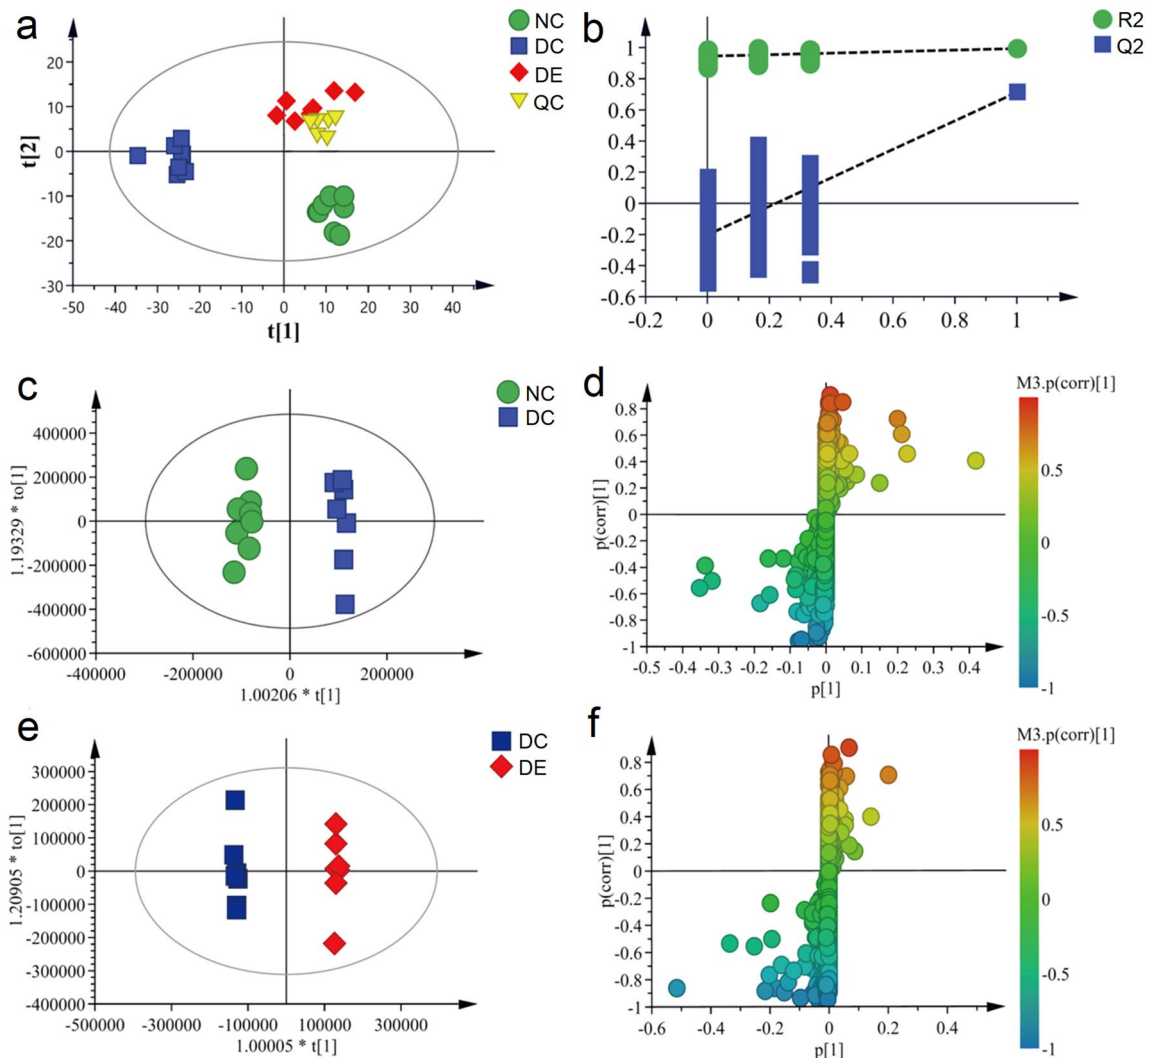 a
NC
DC
DE
QC
t[2]
20
10
0
-10
-20
-30
-50 -40 -30 -20 -10 0 10 20 30 40
t[1]
b
R2
Q2
1
0.8
0.6
0.4
0.2
0
-0.2
-0.4
-0.6
-0.2 0 0.2 0.4 0.6 0.8 1
c
NC
DC
1.19329 * to[1]
400000
200000
0
-200000
-400000
-600000
-400000 -200000 0 200000
1.00206 * t[1]
d
M3.p(corr)[1]
p(corr)[1]
0.8
0.6
0.4
0.2
0
-0.2
-0.4
-0.6
-0.8
-1
-0.5 -0.4 -0.3 -0.2 -0.1 0 0.1 0.2 0.3 0.4
p[1]
0.5
0
-0.5
-1
e
DC
DE
1.20905 * to[1]
300000
200000
100000
0
-100000
-200000
-300000
-400000
-500000 -300000 -100000 100000 300000
1.00005 * t[1]
f
M3.p(corr)[1]
p(corr)[1]
0.8
0.6
0.4
0.2
0
-0.2
-0.4
-0.6
-0.8
-1
-0.6 -0.4 -0.2 0 0.2 0.4
p[1]
0.5
0
-0.5
-1